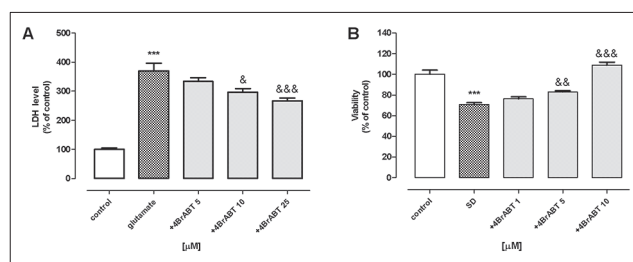 A
LDH level
(% of control)
500
400
300
200
100
0
***
&
&&&
control
glutamate
+4BrABT 5
+4BrABT 10
+4BrABT 25
[μM]
B
Viability
(% of control)
140
120
100
80
60
40
20
0
***
&&
&&&
control
SD
+4BrABT 1
+4BrABT 5
+4BrABT 10
[μM]